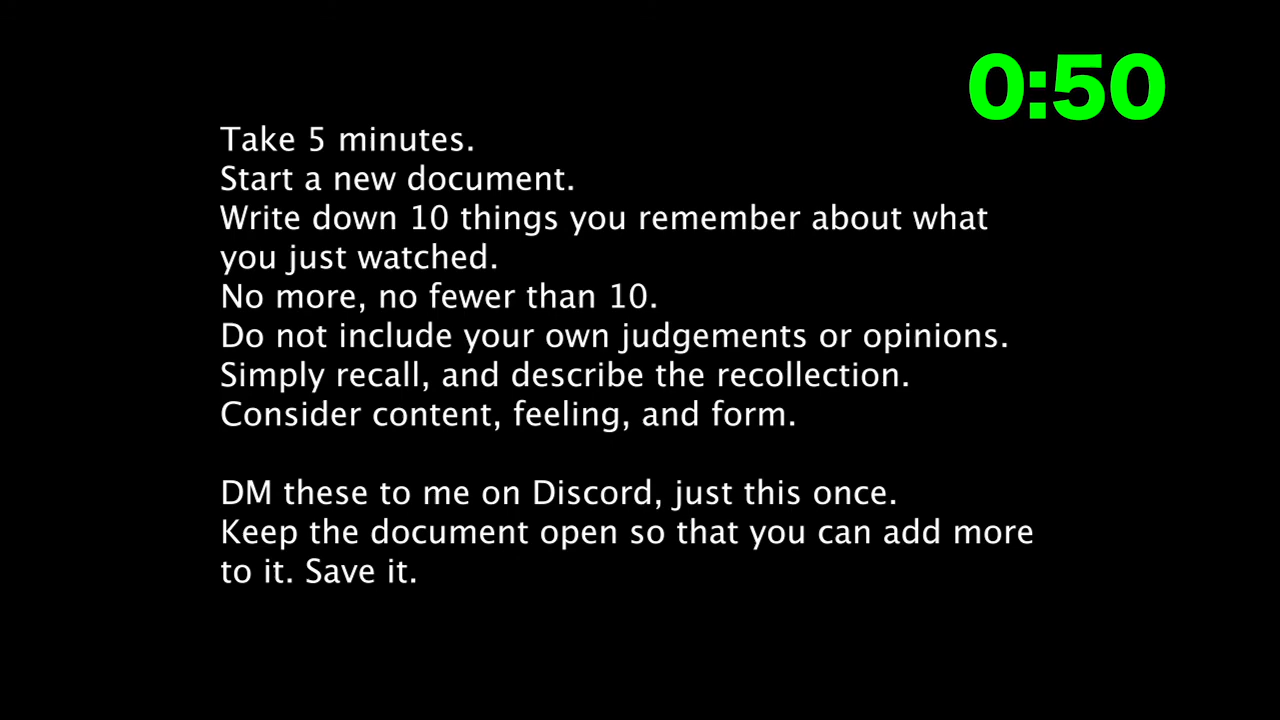 0:50
Take 5 minutes.
Start a new document.
Write down 10 things you remember about what
you just watched.
No more, no fewer than 10.
Do not include your own judgements or opinions.
Simply recall, and describe the recollection.
Consider content, feeling, and form.
DM these to me on Discord, just this once.
Keep the document open so that you can add more
to it. Save it.